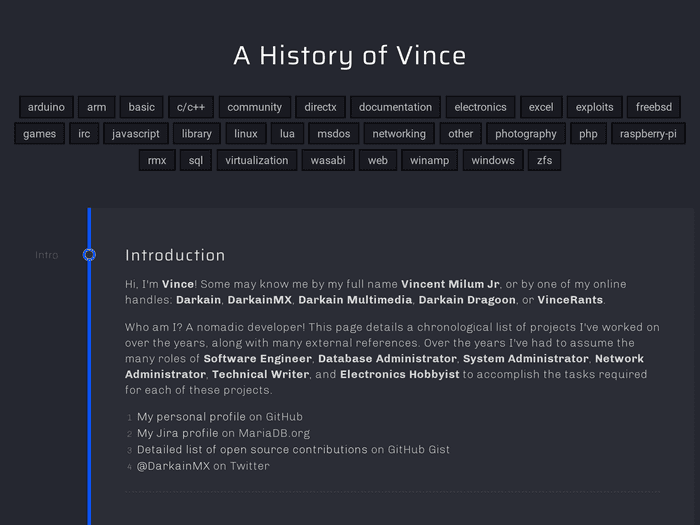 A History of Vince
arduino arm basic c/c++ community directx documentation electronics excel exploits freebsd
games irc javascript library linux lua msdos networking other photography php raspberry-pi
rmx sql virtualization wasabi web winamp windows zfs
Intro
Introduction
Hi, I'm Vince! Some may know me by my full name Vincent Milum Jr, or by one of my online
handles; Darkain, DarkainMX, Darkain Multimedia, Darkain Dragoon, or VinceRants.
Who am I? A nomadic developer! This page details a chronological list of projects I've worked on
over the years, along with many external references. Over the years I've had to assume the
many roles of Software Engineer, Database Administrator, System Administrator, Network
Administrator, Technical Writer, and Electronics Hobbyist to accomplish the tasks required
for each of these projects.
1 My personal profile on GitHub
2 My Jira profile on MariaDB.org
3 Detailed list of open source contributions on GitHub Gist
4 @DarkainMX on Twitter